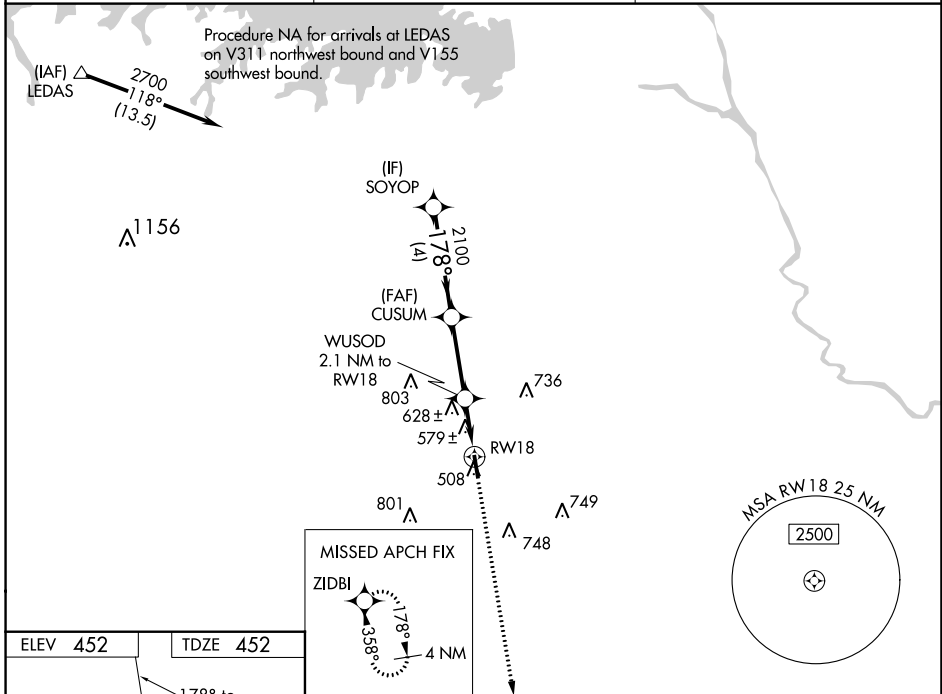 Procedure NA for arrivals at LEDAS
on V311 northwest bound and V155
southwest bound.
(IAF)
LEDAS
2700
118°
(13.5)
(IF)
SOYOP
1156
2100
178°
(4)
(FAF)
CUSUM
WUSOD
2.1 NM to
RW18
803
736
628 ±
579 ±
RW18
508
801
749
748
MSA RW18 25 NM
2500
MISSED APCH FIX
ZIDBI
178°
358°
4 NM
ELEV 452
TDZE 452
178° to